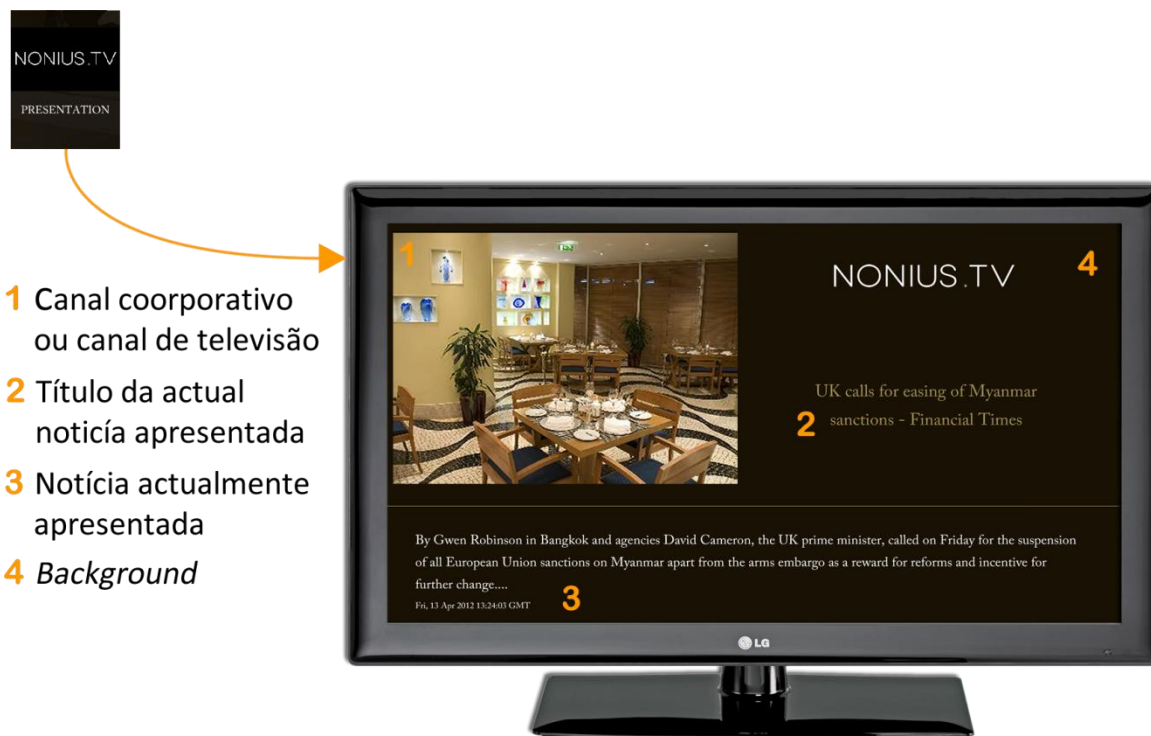 NONIUS.TV
PRESENTATION
1 Canal coorporativo
ou canal de televisão
2 Título da actual
noticía apresentada
3 Notícia actualmente
apresentada
4 Background
1
NONIUS.TV
4
UK calls for easing of Myanmar
2 sanctions - Financial Times
By Gwen Robinson in Bangkok and agencies David Cameron, the UK prime minister, called on Friday for the suspension
of all European Union sanctions on Myanmar apart from the arms embargo as a reward for reforms and incentive for
further change....
Fri, 13 Apr 2012 13:24:03 GMT
3
LG